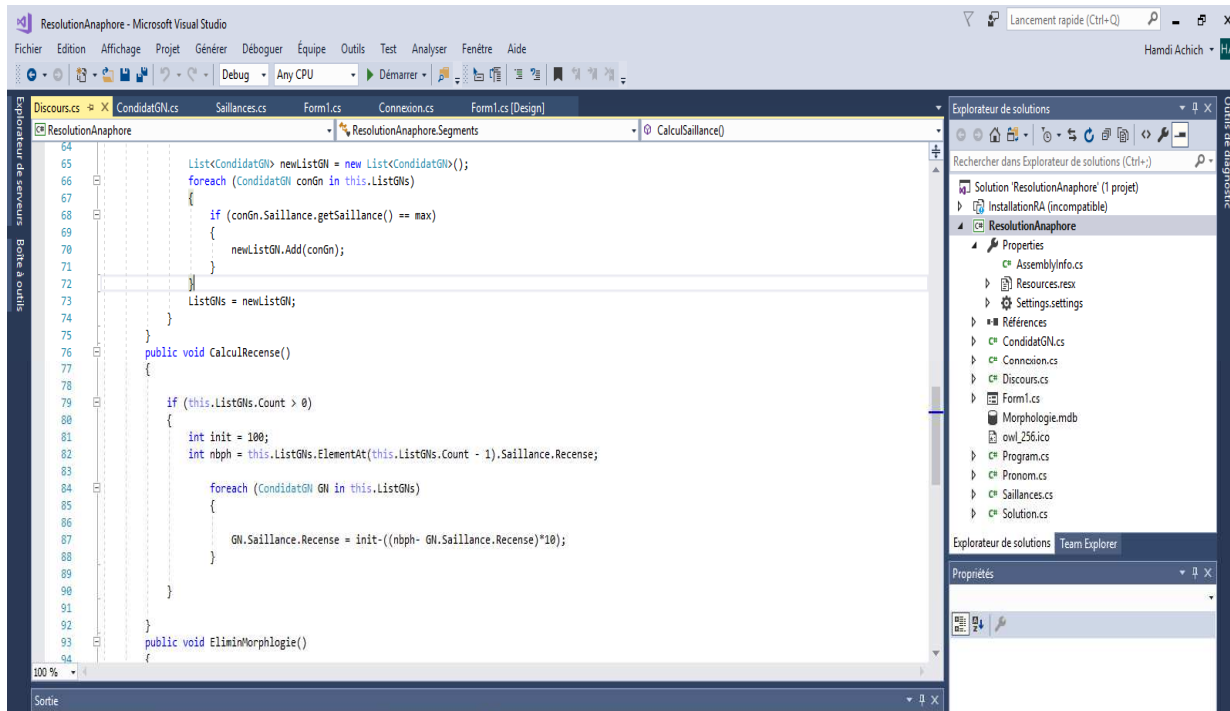 ResolutionAnaphore - Microsoft Visual Studio
Lancement rapide (Ctrl+Q)
Fichier Edition Affichage Projet Générer Déboguer Équipe Outils Test Analyser Fenêtre Aide
Hamdi Achich
Debug Any CPU Démarrer
Explorateur de serveurs
Boîte à outils
Discours.cs CondidatGN.cs Saillances.cs Form1.cs Connexion.cs Form1.cs [Design]
ResolutionAnaphore ResolutionAnaphore.Segments CalculSaillance()
64
65 List<CondidatGN> newListGN = new List<CondidatGN>();
66 foreach (CondidatGN conGn in this.ListGNs)
67 {
68 if (conGn.Saillance.getSaillance() == max)
69 {
70 newListGN.Add(conGn);
71 }
72 }
73 ListGNs = newListGN;
74 }
75 }
76 public void CalculRecense()
77 {
78
79 if (this.ListGNs.Count > 0)
80 {
81 int init = 100;
82 int nbph = this.ListGNs.ElementAt(this.ListGNs.Count - 1).Saillance.Recense;
83
84 foreach (CondidatGN GN in this.ListGNs)
85 {
86
87 GN.Saillance.Recense = init-((nbph- GN.Saillance.Recense)*10);
88 }
89
90 }
91
92 }
93 public void EliminMorphlogie()
94 {
100 %
Sortie
Explorateur de solutions
Rechercher dans Explorateur de solutions (Ctrl+;)
Solution 'ResolutionAnaphore' (1 projet)
InstallationRA (incompatible)
C# ResolutionAnaphore
Properties
C# AssemblyInfo.cs
Resources.resx
Settings.settings
Références
C# CondidatGN.cs
C# Connexion.cs
C# Discours.cs
Form1.cs
Morphologie.mdb
owl_256.ico
C# Program.cs
C# Pronom.cs
C# Saillances.cs
C# Solution.cs
Explorateur de solutions Team Explorer
Propriétés
Outils de diagnostic